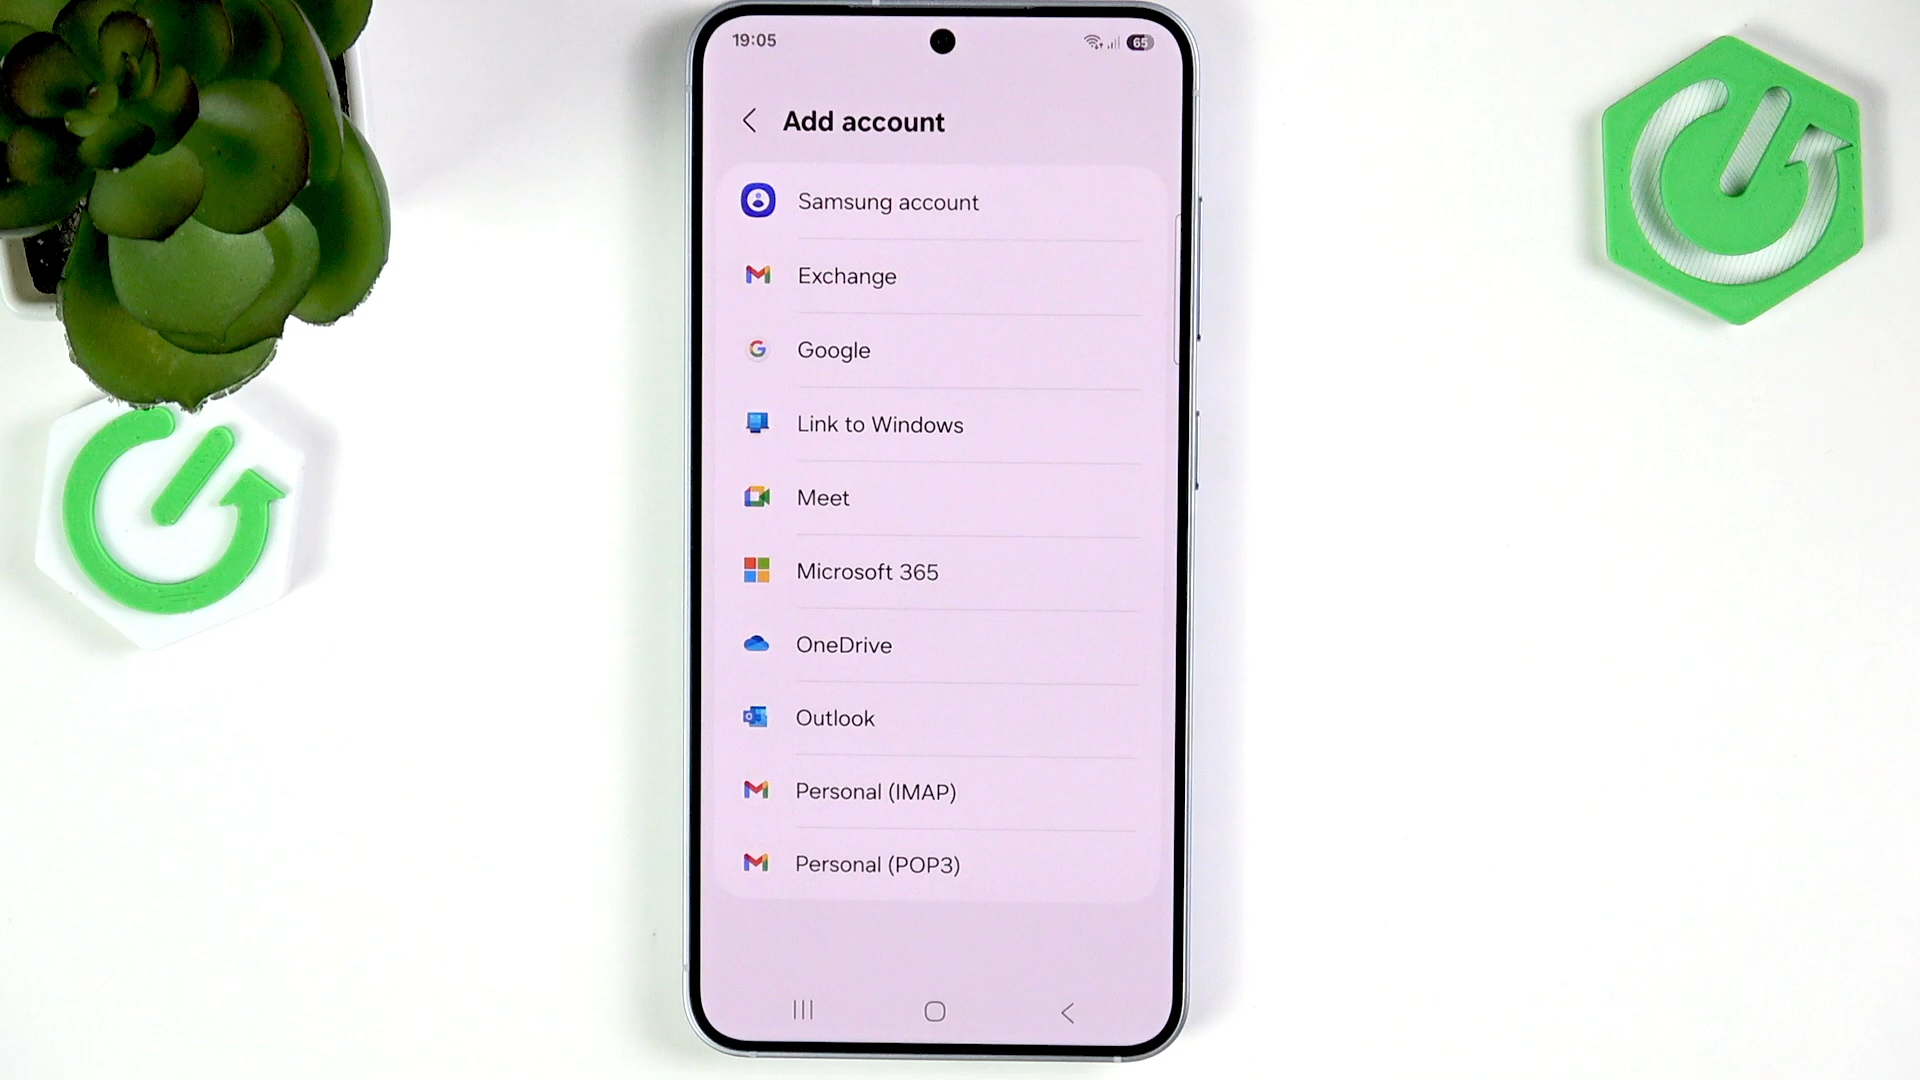 19:05
65
Add account
Samsung account
Exchange
Google
Link to Windows
Meet
Microsoft 365
OneDrive
Outlook
Personal (IMAP)
Personal (POP3)